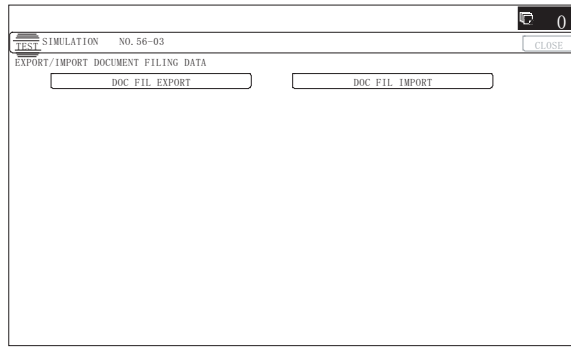 0
TEST SIMULATION NO.56-03
CLOSE
EXPORT/IMPORT DOCUMENT FILING DATA
DOC FIL EXPORT DOC FIL IMPORT